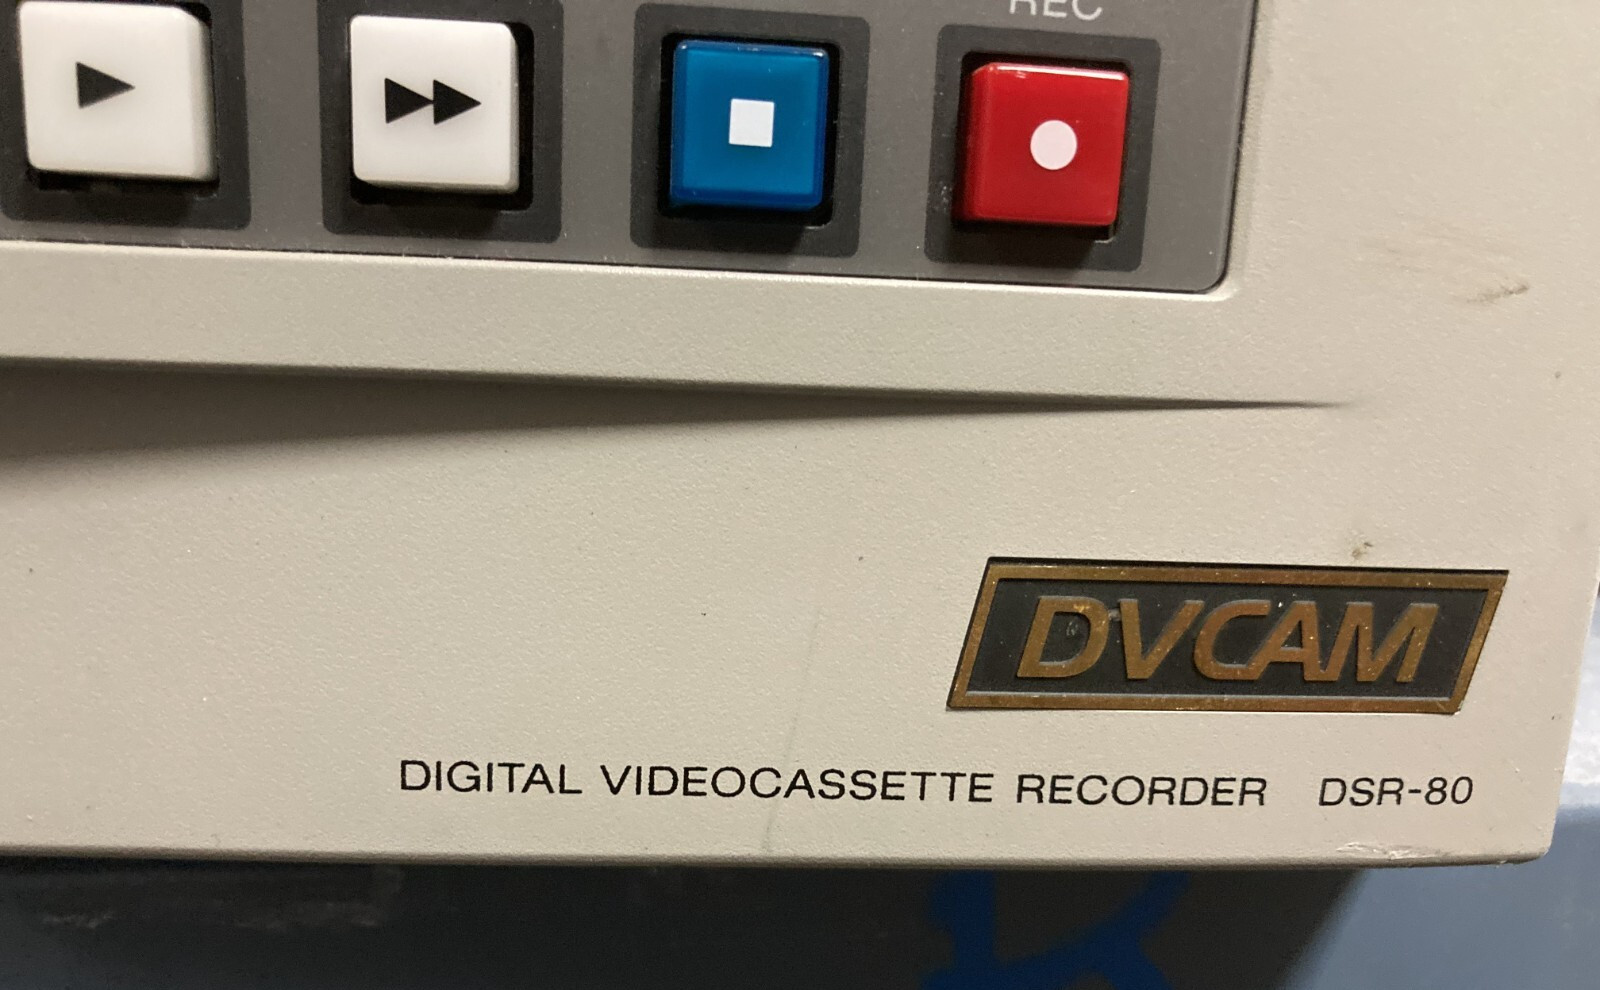 REC
DVCAM
DIGITAL VIDEOCASSETTE RECORDER DSR-80